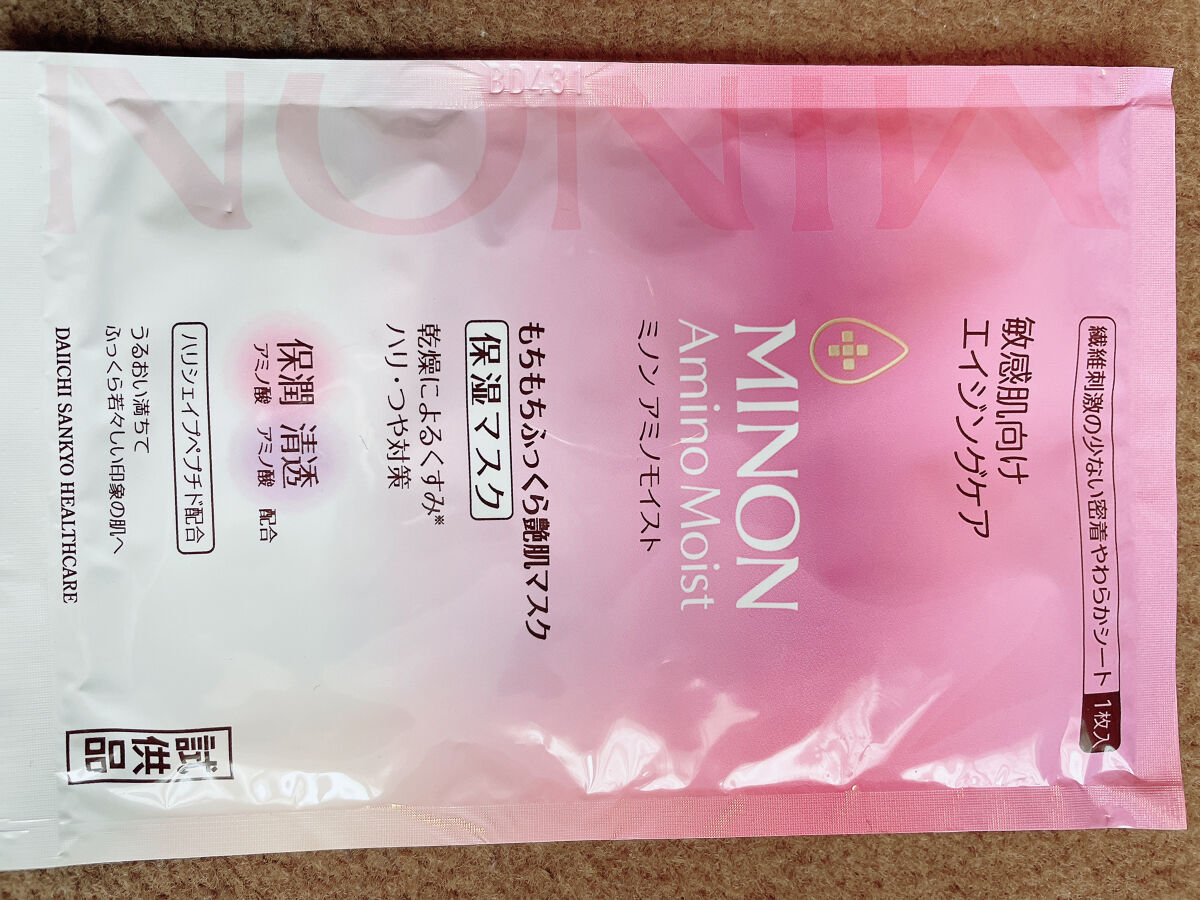 MINON
BD431
繊維刺激の少ない密着やわらかシート 1枚入
敏感肌向け
エイジングケア
MINON
Amino Moist
ミノン アミノモイスト
もちもちふっくら艶肌マスク
保湿マスク
乾燥によるくすみ※
ハリ・つや対策
保潤 清透
アミノ酸 アミノ酸 配合
ハリシェイプペプチド配合
うるおい満ちて
ふっくら若々しい印象の肌へ
DAIICHI SANKYO HEALTHCARE
試供品